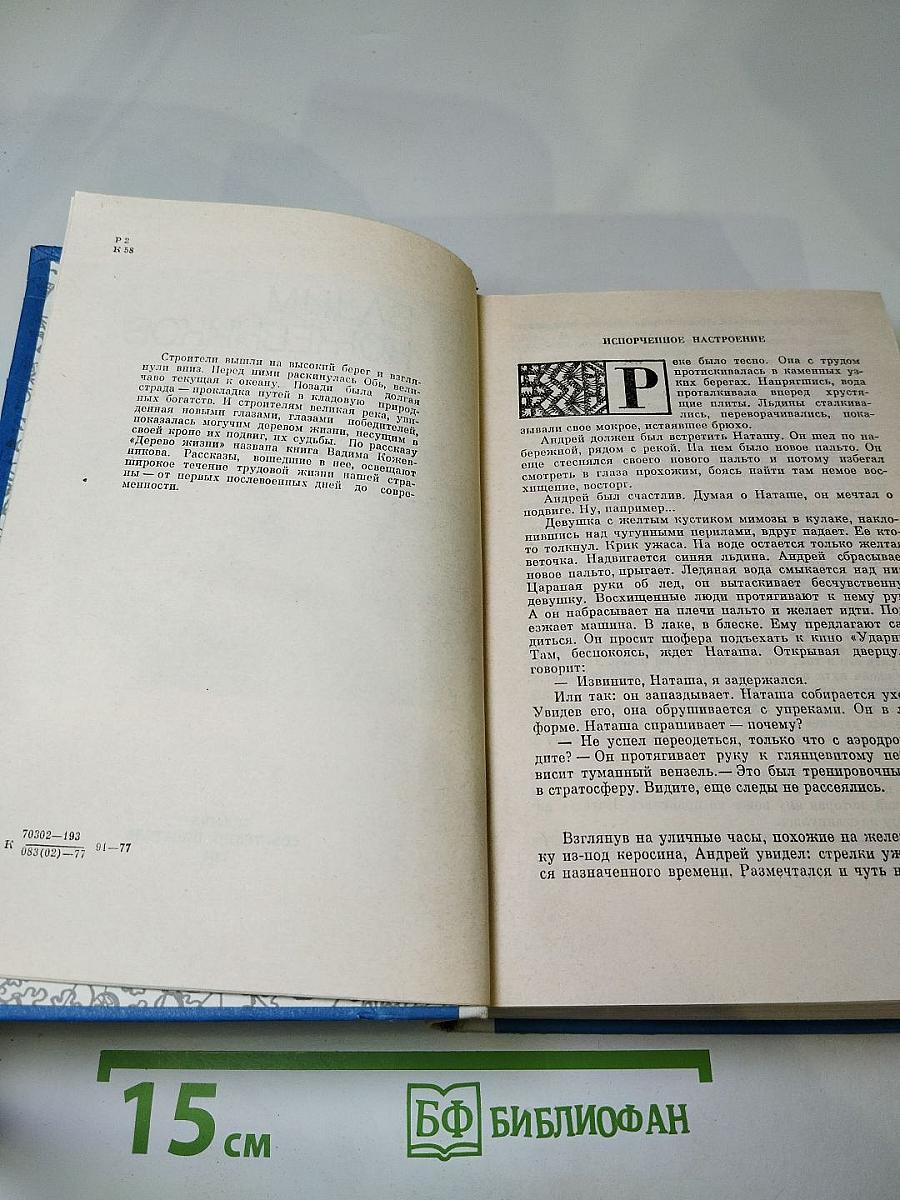 Р 2
К 58
Строители вышли на высокий берег и взгля-
нули вниз. Перед ними раскинулась Обь, вели-
чаво текущая к океану. Позади была долгая
страда — прокладка путей в кладовую природ-
ных богатств. И строителям великая река, уви-
денная новыми глазами, глазами победителей,
показалась могучим деревом жизни, несущим в
своей кроне их подвиг, их судьбы. По рассказу
«Дерево жизни» названа книга Вадима Кожев-
никова. Рассказы, вошедшие в нее, освещают
широкое течение трудовой жизни нашей стра-
ны — от первых послевоенных дней до совре-
менности.
К 70302—193
083(02)—77 91—77
ИСПОРЧЕННОЕ НАСТРОЕНИЕ
Реке было тесно. Она с трудом
протискивалась в каменных уз-
ких берегах. Напрягшись, вода
проталкивала вперед хрустя-
щие плиты. Льдины сталкива-
лись, переворачивались, пока-
зывали свое мокрое, истаявшее брюхо.
Андрей должен был встретить Наташу. Он шел по на-
бережной, рядом с рекой. На нем было новое пальто. Он
еще стеснялся своего нового пальто и потому избегал
смотреть в глаза прохожим, боясь найти там немое вос-
хищение, восторг.
Андрей был счастлив. Думая о Наташе, он мечтал о
подвиге. Ну, например...
Девушка с желтым кустиком мимозы в кулаке, накло-
нившись над чугунными перилами, вдруг падает. Ее кто-
то толкнул. Крик ужаса. На воде остается только желтая
веточка. Надвигается синяя льдина. Андрей сбрасывае
новое пальто, прыгает. Ледяная вода смыкается над ни
Царапая руки об лед, он вытаскивает бесчувственну
девушку. Восхищенные люди протягивают к нему ру
А он набрасывает на плечи пальто и желает идти. По
езжает машина. В лаке, в блеске. Ему предлагают са
диться. Он просит шофера подъехать к кино «Ударн
Там, беспокоясь, ждет Наташа. Открывая дверцу,
говорит:
— Извините, Наташа, я задержался.
Или так: он запаздывает. Наташа собирается ухо
Увидев его, она обрушивается с упреками. Он в л
форме. Наташа спрашивает — почему?
— Не успел переодеться, только что с аэродро
дите? — Он протягивает руку к глянцевитому не
висит туманный вензель.— Это был тренировочны
в стратосферу. Видите, еще следы не рассеялись.
Взглянув на уличные часы, похожие на желе
ку из-под керосина, Андрей увидел: стрелки уж
ся назначенного времени. Размечтался и чуть н
15 см
БФ БИБЛИОФАН